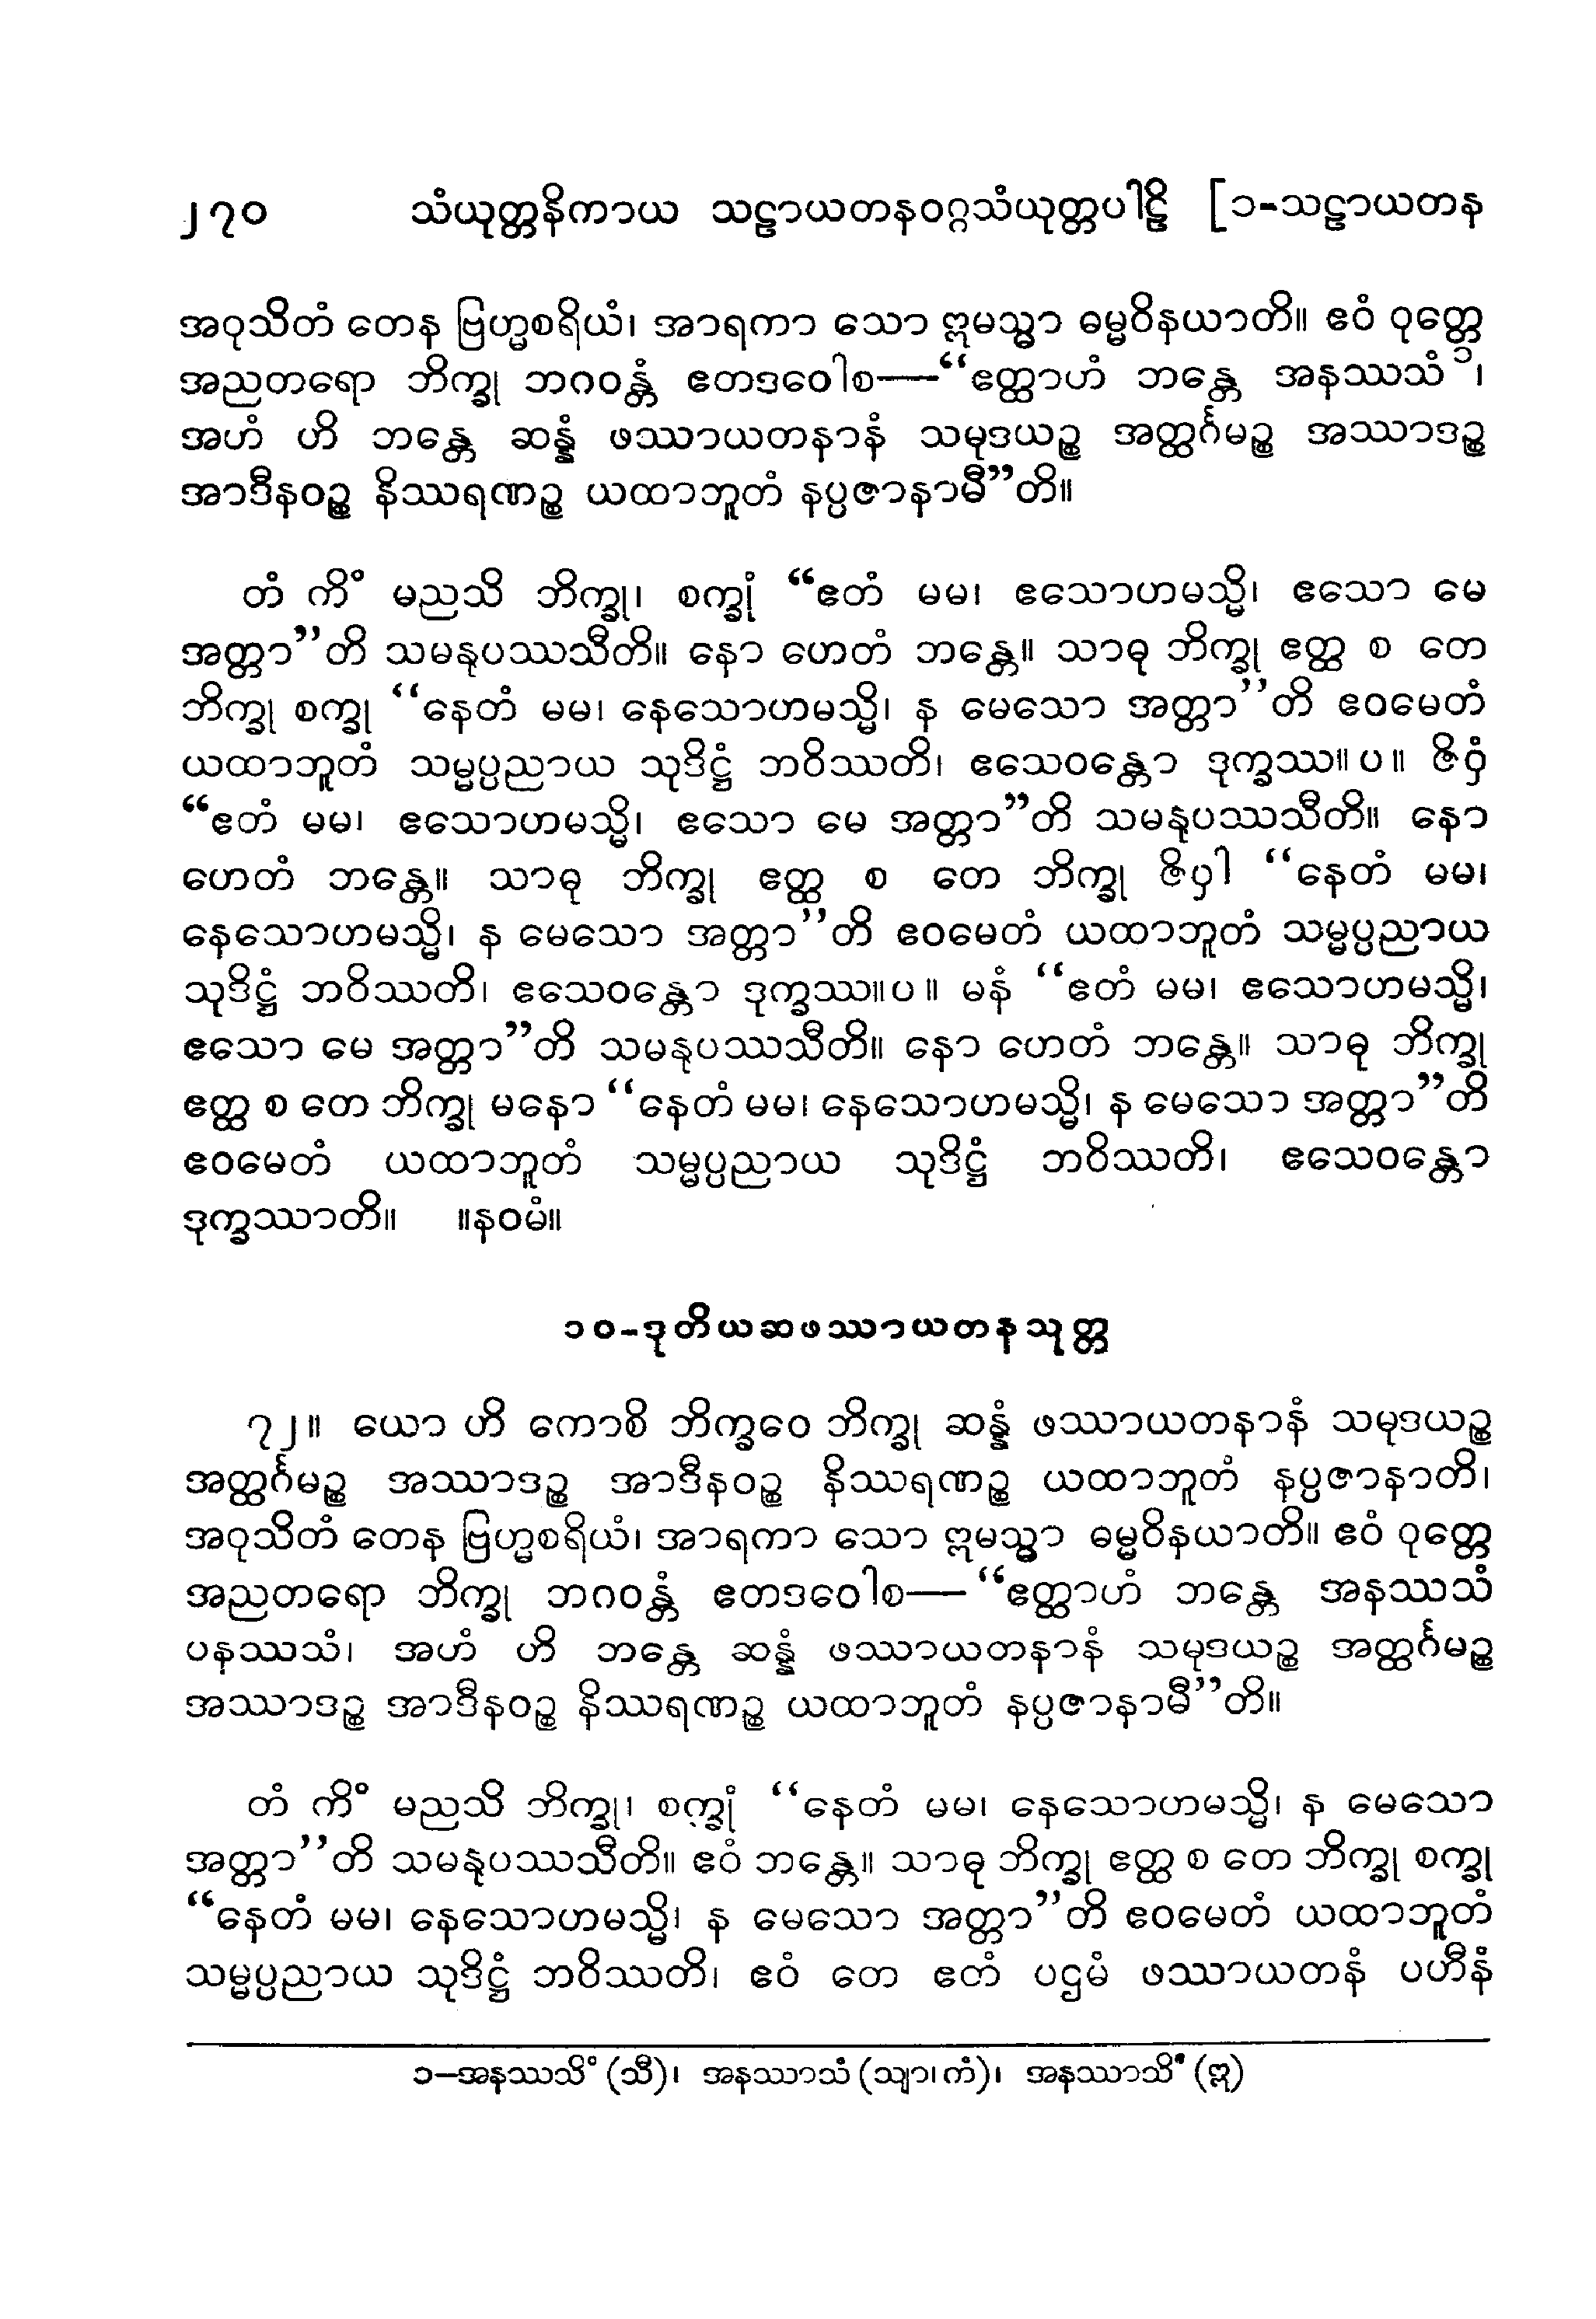 ၂၇၀ သံယုတ္တနိကာယ သဠာယတနဝဂ္ဂသံယုတ္တပါဠိ [၁-သဠာယတန
အဝုသိတံ တေန ဗြဟ္မစရိယံ၊ အာရကာ သော ဣမသ္မာ ဓမ္မဝိနယာတိ။ ဧဝံ ဝုတ္တေ
အညတရော ဘိက္ခု ဘဂဝန္တံ ဧတဒဝေါစ—“ဧတ္ထာဟံ ဘန္တေ အနဿသံ ၁၊
အဟံ ဟိ ဘန္တေ ဆန္နံ ဖဿာယတနာနံ သမုဒယဉ္စ အတ္ထင်္ဂမဉ္စ အဿာဒဉ္စ
အာဒီနဝဉ္စ နိဿရဏဉ္စ ယထာဘူတံ နပ္ပဇာနာမီ”တိ။
တံ ကိံ မညသိ ဘိက္ခု၊ စက္ခုံ “ဧတံ မမ၊ ဧသောဟမသ္မိ၊ ဧသော မေ
အတ္တာ”တိ သမနုပဿသီတိ။ နော ဟေတံ ဘန္တေ။ သာဓု ဘိက္ခု ဧတ္ထ စ တေ
ဘိက္ခု စက္ခု “နေတံ မမ၊ နေသောဟမသ္မိ၊ န မေသော အတ္တာ”တိ ဧဝမေတံ
ယထာဘူတံ သမ္မပ္ပညာယ သုဒိဋ္ဌံ ဘဝိဿတိ၊ ဧသေဝန္တော ဒုက္ခဿ။ပ။ ဇိဝှံ
“ဧတံ မမ၊ ဧသောဟမသ္မိ၊ ဧသော မေ အတ္တာ”တိ သမနုပဿသီတိ။ နော
ဟေတံ ဘန္တေ။ သာဓု ဘိက္ခု ဧတ္ထ စ တေ ဘိက္ခု ဇိဝှါ “နေတံ မမ၊
နေသောဟမသ္မိ၊ န မေသော အတ္တာ”တိ ဧဝမေတံ ယထာဘူတံ သမ္မပ္ပညာယ
သုဒိဋ္ဌံ ဘဝိဿတိ၊ ဧသေဝန္တော ဒုက္ခဿ။ပ။ မနံ “ဧတံ မမ၊ ဧသောဟမသ္မိ၊
ဧသော မေ အတ္တာ”တိ သမနုပဿသီတိ။ နော ဟေတံ ဘန္တေ။ သာဓု ဘိက္ခု
ဧတ္ထ စ တေ ဘိက္ခု မနော “နေတံ မမ၊ နေသောဟမသ္မိ၊ န မေသော အတ္တာ”တိ
ဧဝမေတံ ယထာဘူတံ သမ္မပ္ပညာယ သုဒိဋ္ဌံ ဘဝိဿတိ၊ ဧသေဝန္တော
ဒုက္ခဿာတိ။ ။နဝမံ။
၁၀-ဒုတိယဆဖဿာယတနသုတ္တ
၇၂။ ယော ဟိ ကောစိ ဘိက္ခဝေ ဘိက္ခု ဆန္နံ ဖဿာယတနာနံ သမုဒယဉ္စ
အတ္ထင်္ဂမဉ္စ အဿာဒဉ္စ အာဒီနဝဉ္စ နိဿရဏဉ္စ ယထာဘူတံ နပ္ပဇာနာတိ၊
အဝုသိတံ တေန ဗြဟ္မစရိယံ၊ အာရကာ သော ဣမသ္မာ ဓမ္မဝိနယာတိ။ ဧဝံ ဝုတ္တေ
အညတရော ဘိက္ခု ဘဂဝန္တံ ဧတဒဝေါစ—“ဧတ္ထာဟံ ဘန္တေ အနဿသံ
ပနဿသံ၊ အဟံ ဟိ ဘန္တေ ဆန္နံ ဖဿာယတနာနံ သမုဒယဉ္စ အတ္ထင်္ဂမဉ္စ
အဿာဒဉ္စ အာဒီနဝဉ္စ နိဿရဏဉ္စ ယထာဘူတံ နပ္ပဇာနာမီ”တိ။
တံ ကိံ မညသိ ဘိက္ခု၊ စက္ခုံ “နေတံ မမ၊ နေသောဟမသ္မိ၊ န မေသော
အတ္တာ”တိ သမနုပဿသီတိ။ ဧဝံ ဘန္တေ။ သာဓု ဘိက္ခု ဧတ္ထ စ တေ ဘိက္ခု စက္ခု
“နေတံ မမ၊ နေသောဟမသ္မိ၊ န မေသော အတ္တာ”တိ ဧဝမေတံ ယထာဘူတံ
သမ္မပ္ပညာယ သုဒိဋ္ဌံ ဘဝိဿတိ၊ ဧဝံ တေ ဧတံ ပဌမံ ဖဿာယတနံ ပဟီနံ
၁—အနဿသိံ (သီ)၊ အနဿာသံ (သျာ၊ကံ)၊ အနဿာသိံ (ဣ)